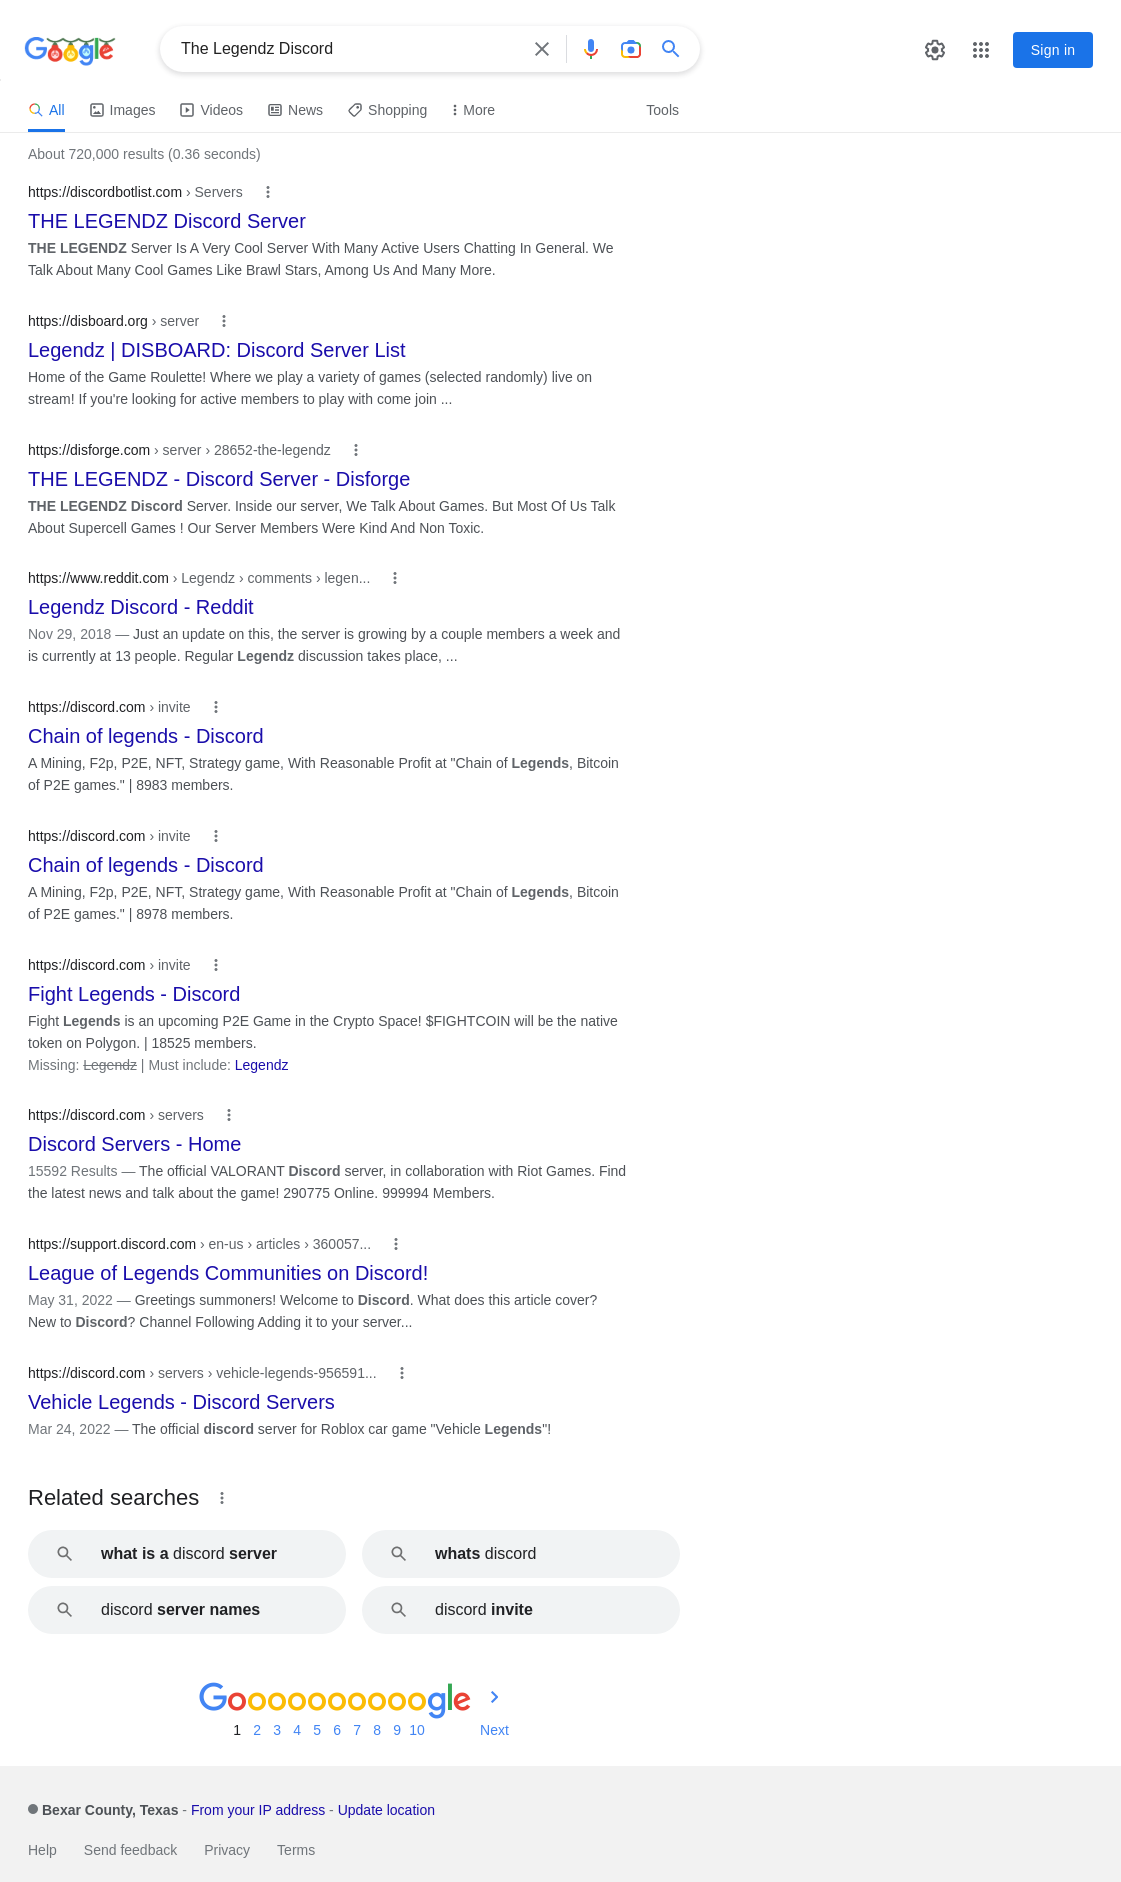 Google
The Legendz Discord
Sign in
All Images Videos News Shopping More Tools
About 720,000 results (0.36 seconds)
https://discordbotlist.com › Servers
THE LEGENDZ Discord Server
THE LEGENDZ Server Is A Very Cool Server With Many Active Users Chatting In General. We
Talk About Many Cool Games Like Brawl Stars, Among Us And Many More.
https://disboard.org › server
Legendz | DISBOARD: Discord Server List
Home of the Game Roulette! Where we play a variety of games (selected randomly) live on
stream! If you're looking for active members to play with come join ...
https://disforge.com › server › 28652-the-legendz
THE LEGENDZ - Discord Server - Disforge
THE LEGENDZ Discord Server. Inside our server, We Talk About Games. But Most Of Us Talk
About Supercell Games ! Our Server Members Were Kind And Non Toxic.
https://www.reddit.com › Legendz › comments › legen...
Legendz Discord - Reddit
Nov 29, 2018 — Just an update on this, the server is growing by a couple members a week and
is currently at 13 people. Regular Legendz discussion takes place, ...
https://discord.com › invite
Chain of legends - Discord
A Mining, F2p, P2E, NFT, Strategy game, With Reasonable Profit at "Chain of Legends, Bitcoin
of P2E games." | 8983 members.
https://discord.com › invite
Chain of legends - Discord
A Mining, F2p, P2E, NFT, Strategy game, With Reasonable Profit at "Chain of Legends, Bitcoin
of P2E games." | 8978 members.
https://discord.com › invite
Fight Legends - Discord
Fight Legends is an upcoming P2E Game in the Crypto Space! $FIGHTCOIN will be the native
token on Polygon. | 18525 members.
Missing: Legendz | Must include: Legendz
https://discord.com › servers
Discord Servers - Home
15592 Results — The official VALORANT Discord server, in collaboration with Riot Games. Find
the latest news and talk about the game! 290775 Online. 999994 Members.
https://support.discord.com › en-us › articles › 360057...
League of Legends Communities on Discord!
May 31, 2022 — Greetings summoners! Welcome to Discord. What does this article cover?
New to Discord? Channel Following Adding it to your server...
https://discord.com › servers › vehicle-legends-956591...
Vehicle Legends - Discord Servers
Mar 24, 2022 — The official discord server for Roblox car game "Vehicle Legends"!
Related searches
what is a discord server
whats discord
discord server names
discord invite
Goooooooooogle
1 2 3 4 5 6 7 8 9 10 Next
Bexar County, Texas - From your IP address - Update location
Help Send feedback Privacy Terms